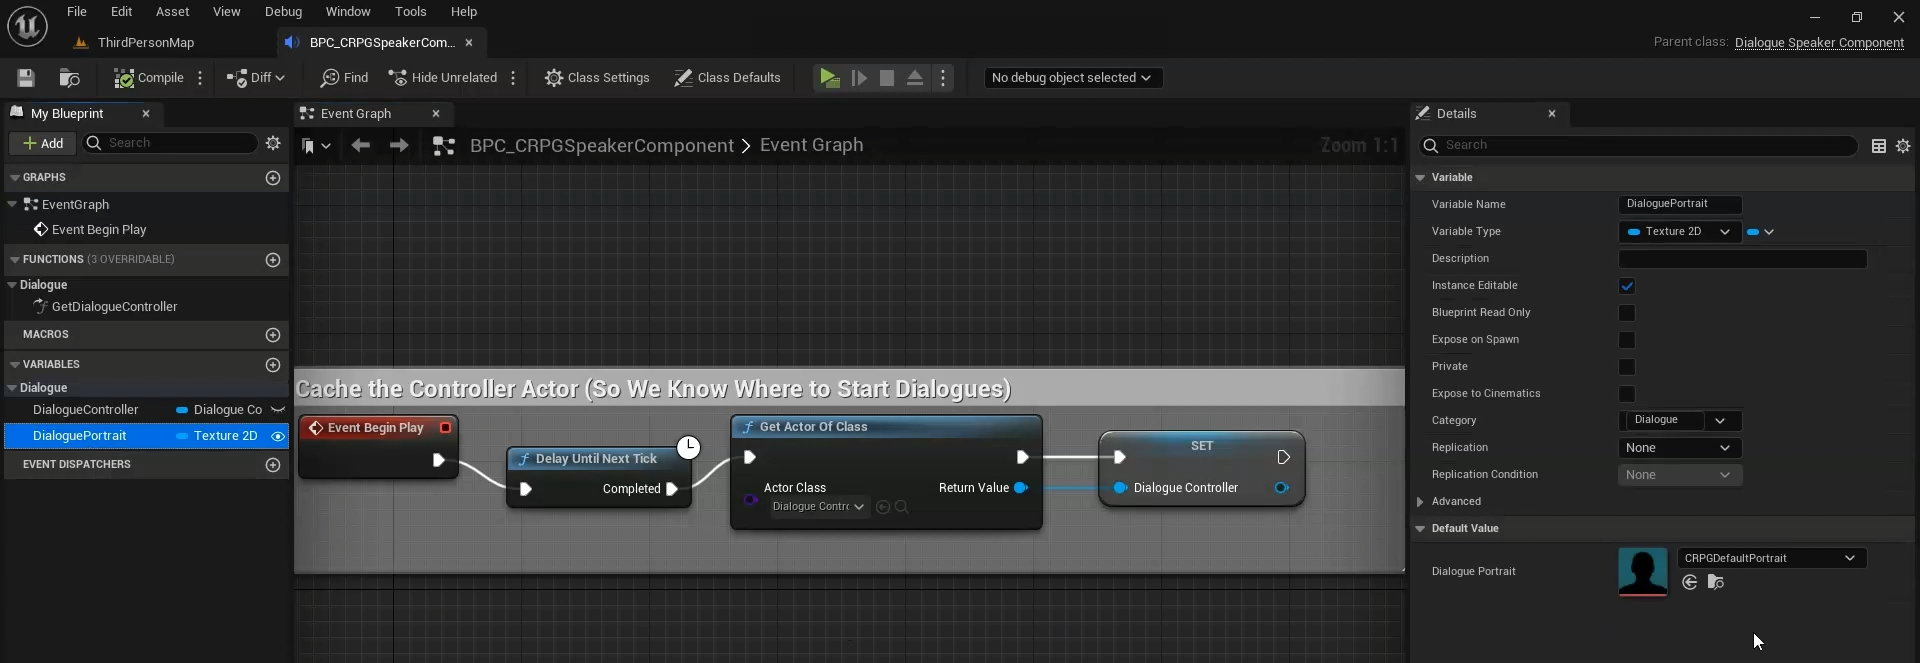 File Edit Asset View Debug Window Tools Help
ThirdPersonMap
BPC_CRPGSpeakerCom...
Parent class: Dialogue Speaker Component
Compile
Diff
Find
Hide Unrelated
Class Settings
Class Defaults
No debug object selected
My Blueprint
Event Graph
Details
Add
Search
BPC_CRPGSpeakerComponent > Event Graph
Zoom 1:1
Search
GRAPHS
EventGraph
Event Begin Play
FUNCTIONS (3 OVERRIDABLE)
Dialogue
GetDialogueController
MACROS
VARIABLES
Dialogue
DialogueController
Dialogue Co
DialoguePortrait
Texture 2D
EVENT DISPATCHERS
Cache the Controller Actor (So We Know Where to Start Dialogues)
Event Begin Play
Delay Until Next Tick
Completed
Get Actor Of Class
Actor Class
Dialogue Contrc
Return Value
SET
Dialogue Controller
Variable
Variable Name
DialoguePortrait
Variable Type
Texture 2D
Description
Instance Editable
Blueprint Read Only
Expose on Spawn
Private
Expose to Cinematics
Category
Dialogue
Replication
None
Replication Condition
None
Advanced
Default Value
Dialogue Portrait
CRPGDefaultPortrait